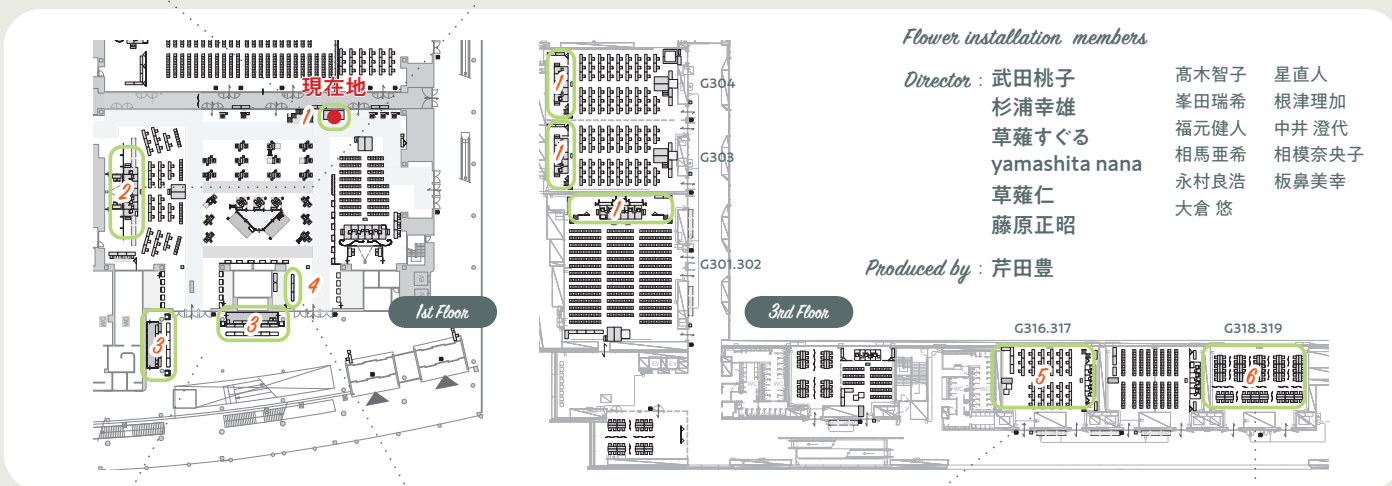 現在地
1
2
3
3
4
1st Floor
1
1
1
G304
G303
G301.302
3rd Floor
G316.317
5
G318.319
6
Flower installation members
Director : 武田桃子
杉浦幸雄
草薙すぐる
yamashita nana
草薙仁
藤原正昭
髙木智子 星直人
峯田瑞希 根津理加
福元健人 中井 澄代
相馬亜希 相模奈央子
永村良浩 板鼻美幸
大倉 悠
Produced by : 芹田豊